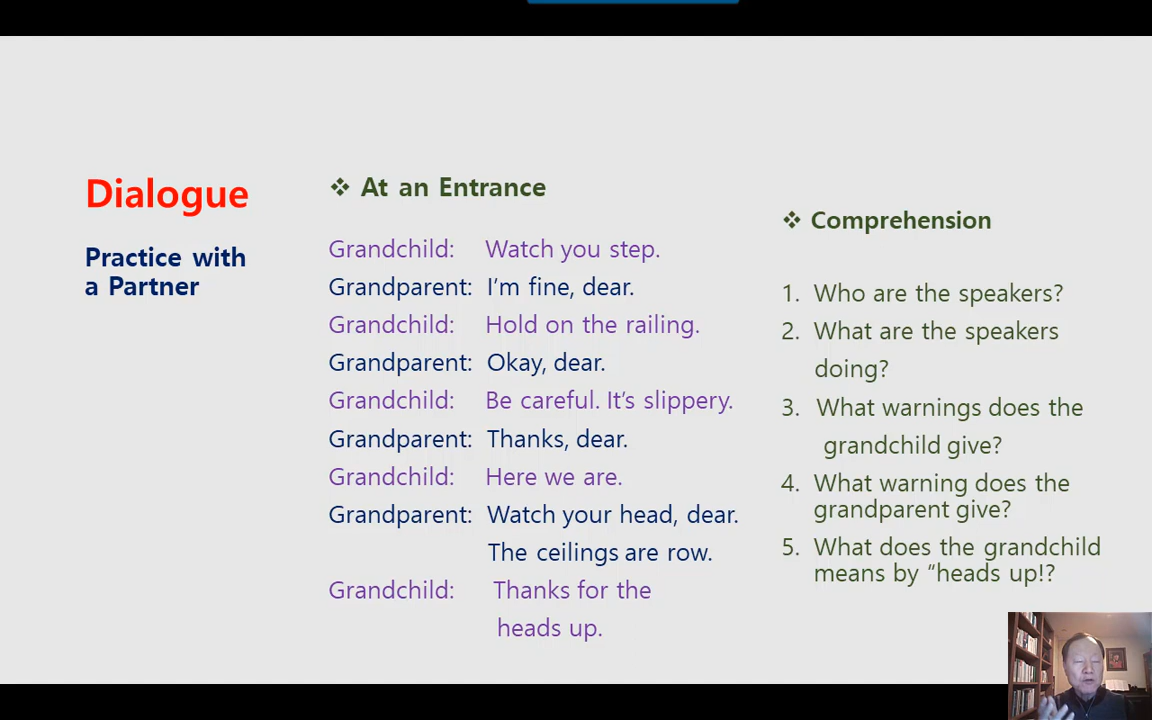 Dialogue
Practice with
a Partner
❖ At an Entrance
Grandchild: Watch you step.
Grandparent: I’m fine, dear.
Grandchild: Hold on the railing.
Grandparent: Okay, dear.
Grandchild: Be careful. It’s slippery.
Grandparent: Thanks, dear.
Grandchild: Here we are.
Grandparent: Watch your head, dear.
The ceilings are row.
Grandchild: Thanks for the
heads up.
❖ Comprehension
1. Who are the speakers?
2. What are the speakers
doing?
3. What warnings does the
grandchild give?
4. What warning does the
grandparent give?
5. What does the grandchild
means by “heads up!?